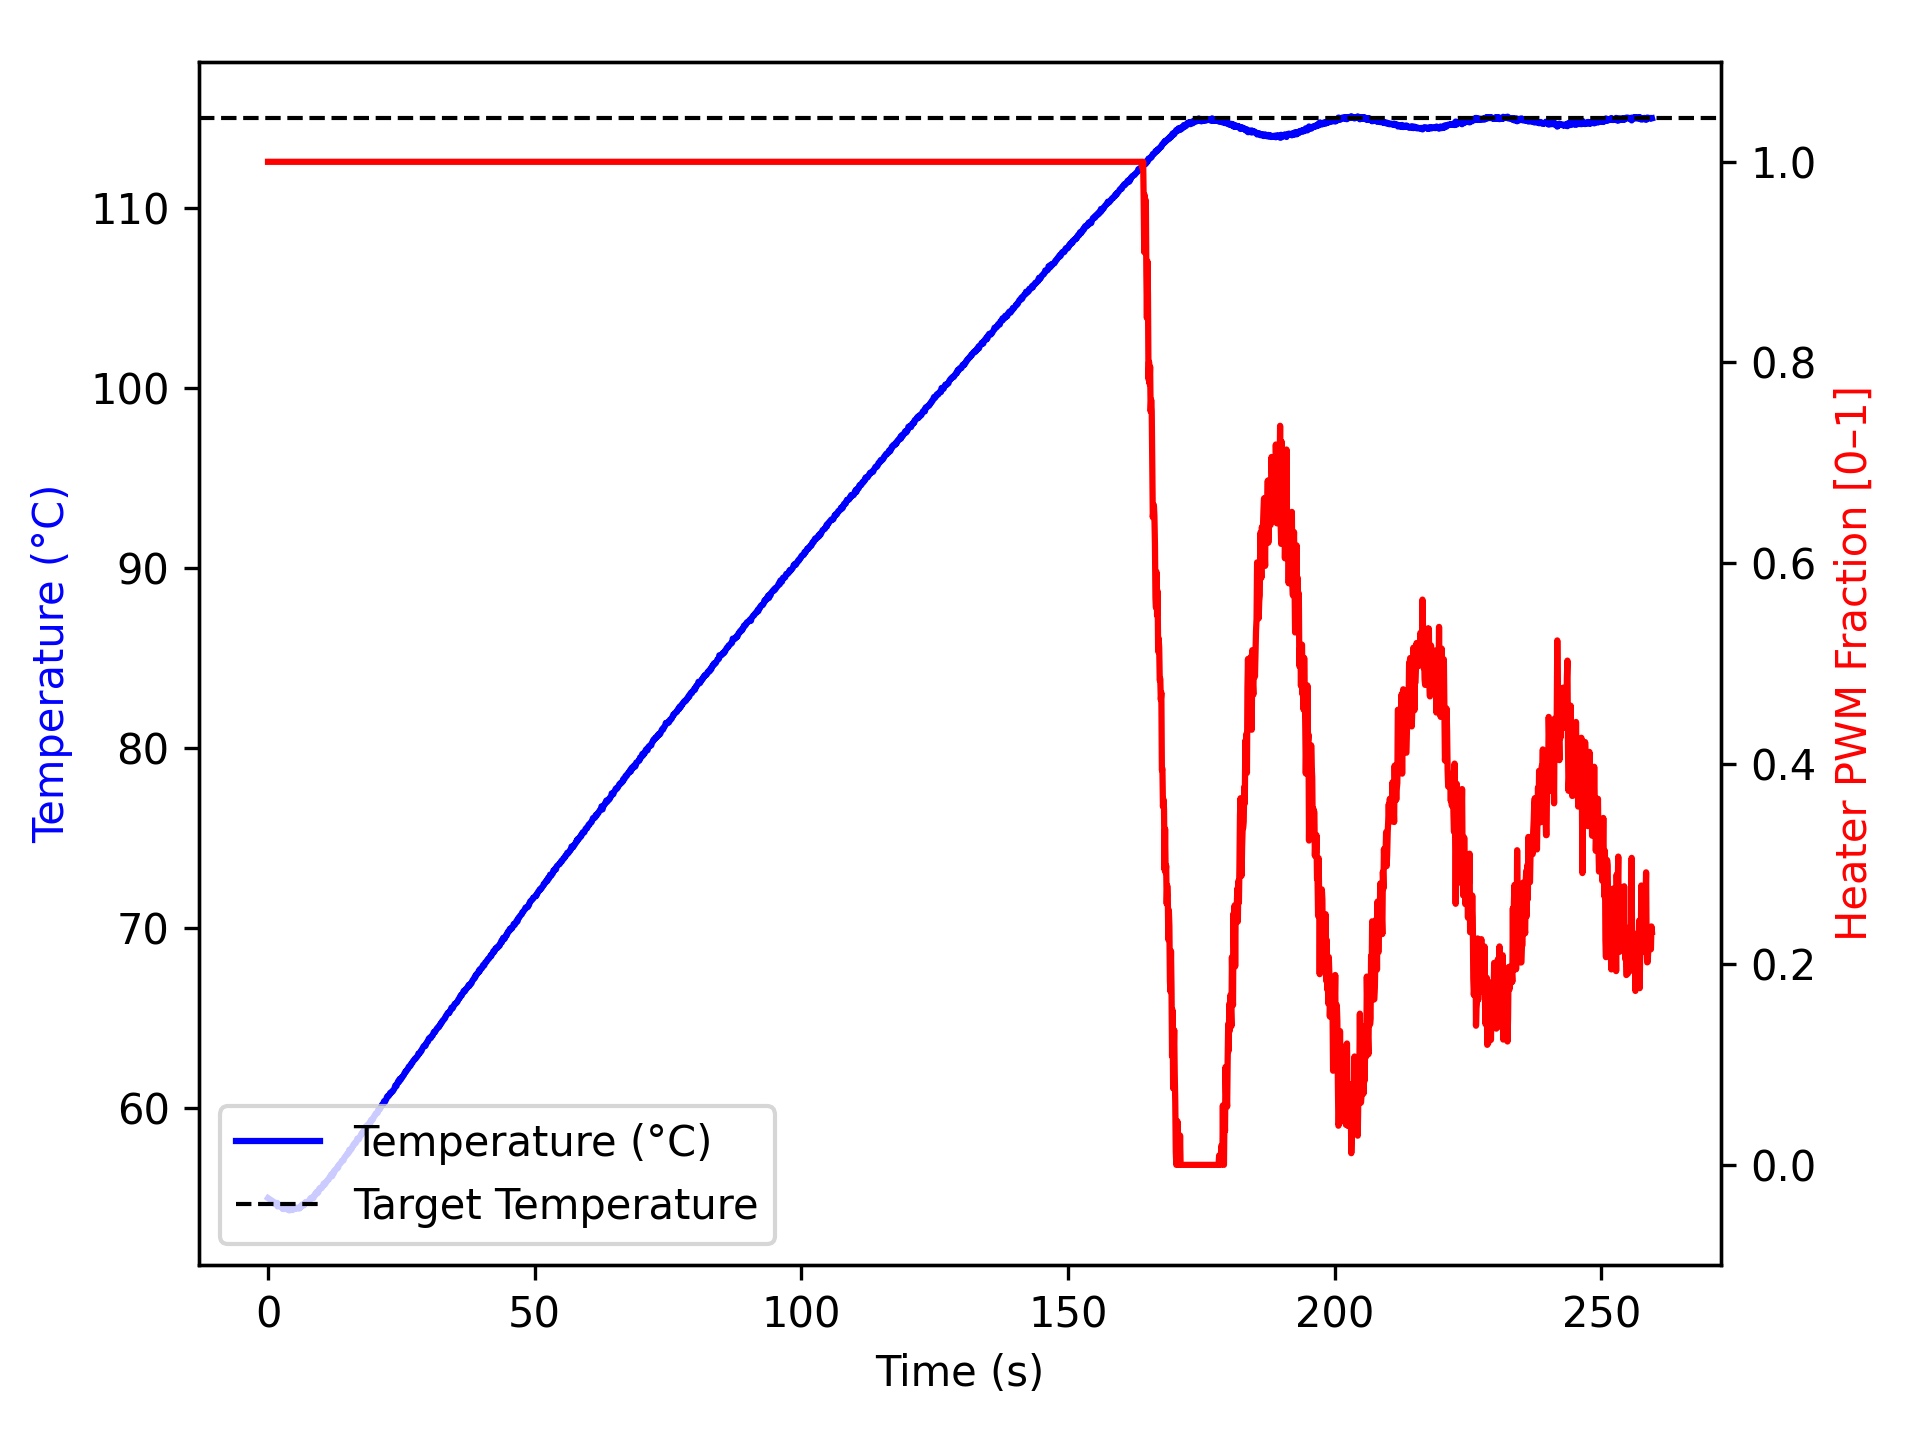 110
100
90
80
70
60
Temperature (°C)
1.0
0.8
0.6
0.4
0.2
0.0
Heater PWM Fraction [0–1]
Temperature (°C)
Target Temperature
0 50 100 150 200 250
Time (s)